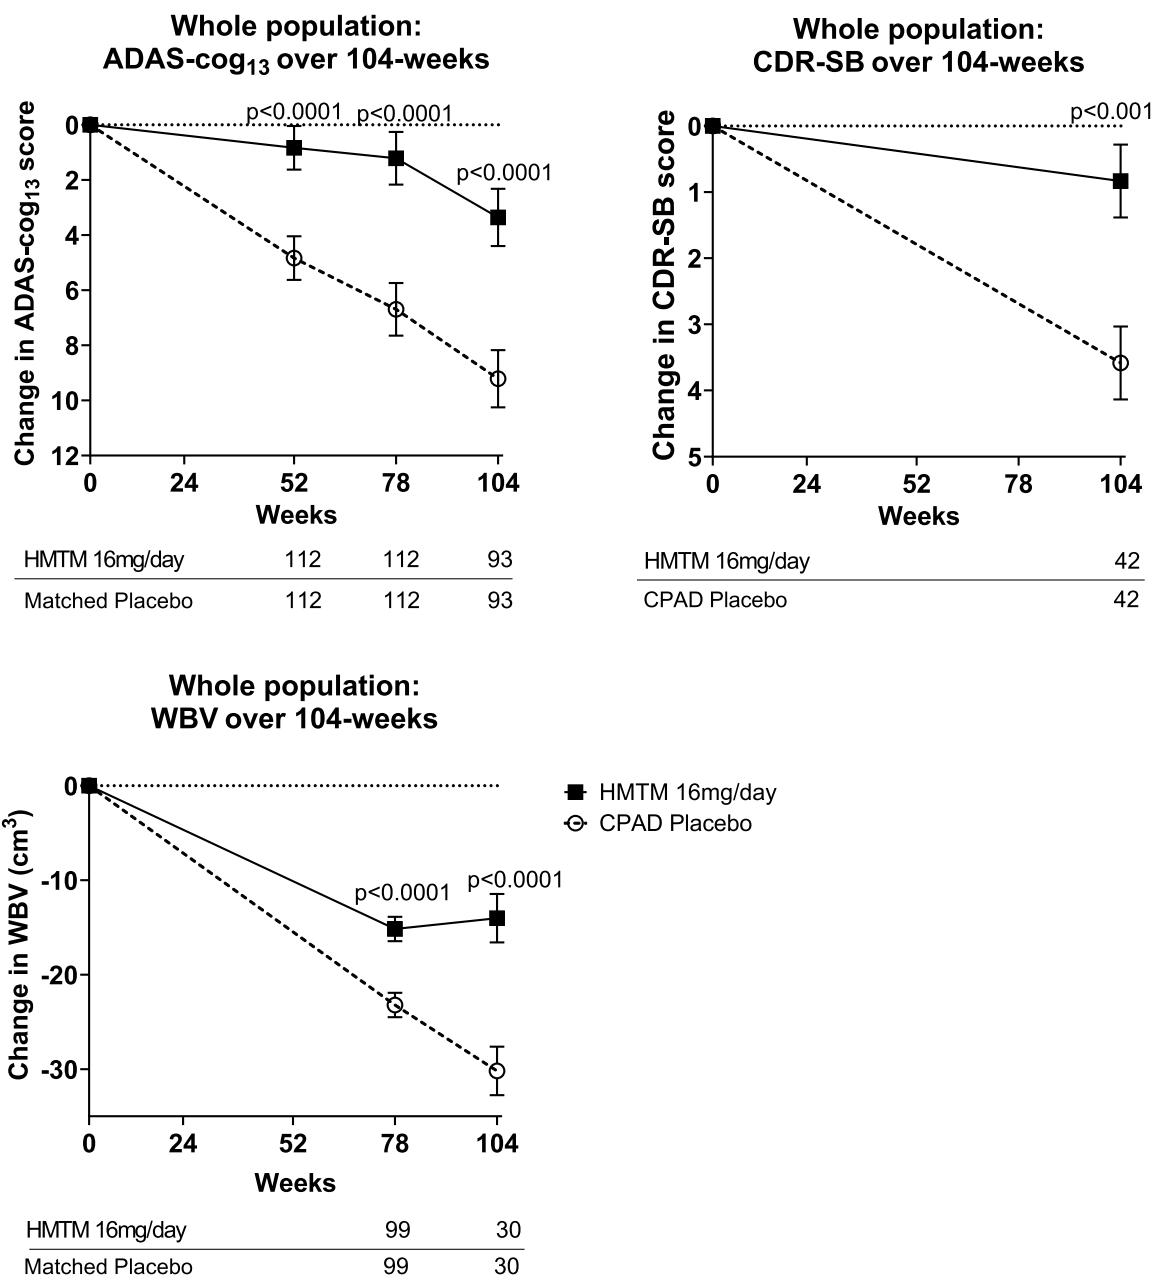 Whole population:
ADAS-cog13 over 104-weeks
Change in ADAS-cog13 score
p<0.0001 p<0.0001
p<0.0001
0
2
4
6
8
10
12
0 24 52 78 104
Weeks
HMTM 16mg/day 112 112 93
Matched Placebo 112 112 93
Whole population:
CDR-SB over 104-weeks
Change in CDR-SB score
p<0.001
0
1
2
3
4
5
0 24 52 78 104
Weeks
HMTM 16mg/day 42
CPAD Placebo 42
Whole population:
WBV over 104-weeks
Change in WBV (cm3)
0
-10
-20
-30
p<0.0001 p<0.0001
0 24 52 78 104
Weeks
HMTM 16mg/day 99 30
Matched Placebo 99 30
HMTM 16mg/day
CPAD Placebo